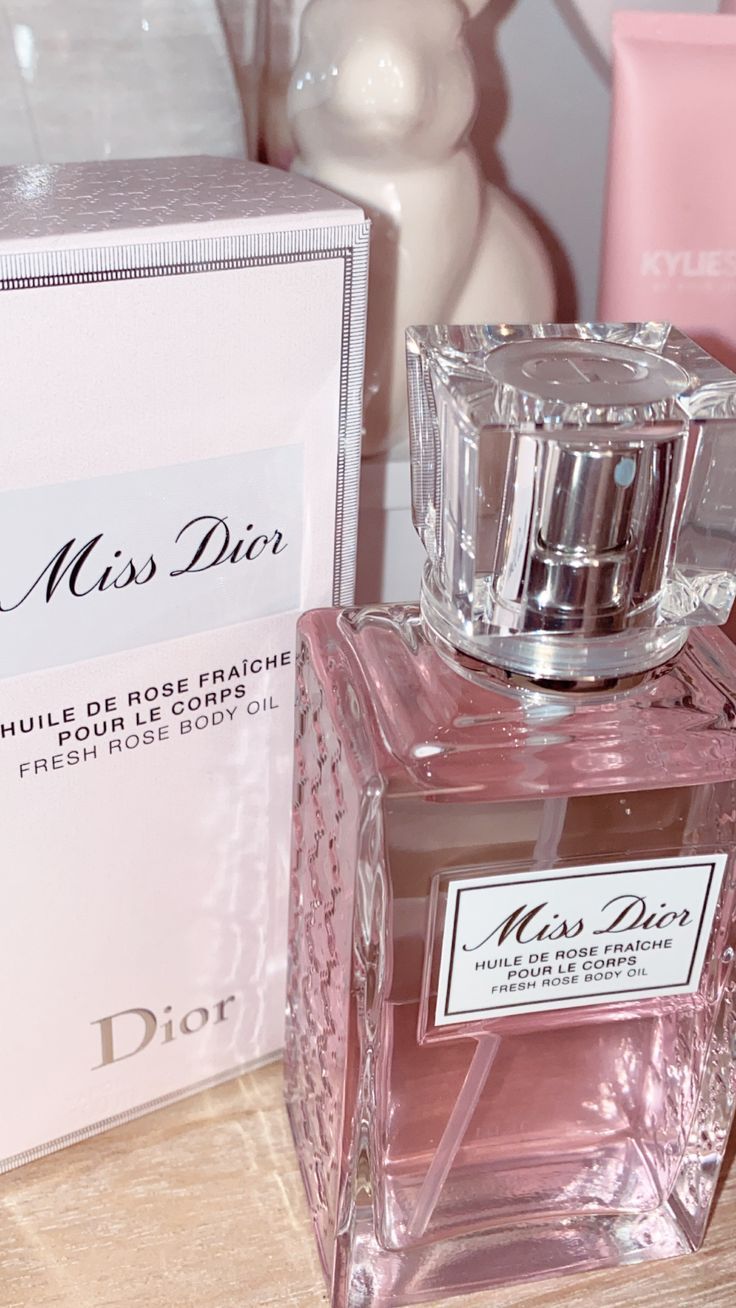 Miss Dior
HUILE DE ROSE FRAÎCHE
POUR LE CORPS
FRESH ROSE BODY OIL
Dior
KYLIES
Miss Dior
HUILE DE ROSE FRAÎCHE
POUR LE CORPS
FRESH ROSE BODY OIL